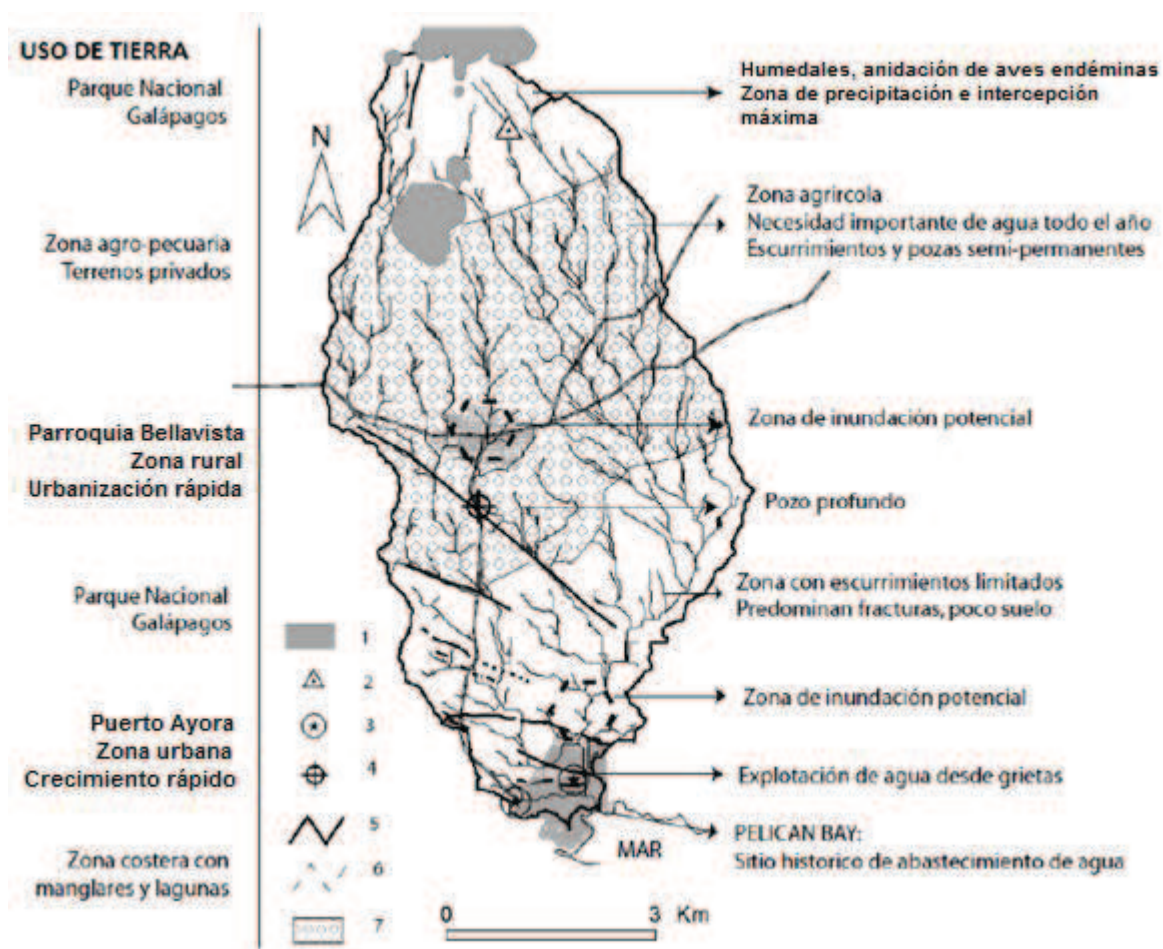 USO DE TIERRA
Parque Nacional
Galápagos
Zona agro-pecuaria
Terrenos privados
Parroquia Bellavista
Zona rural
Urbanización rápida
Parque Nacional
Galápagos
Puerto Ayora
Zona urbana
Crecimiento rápido
Zona costera con
manglares y lagunas
N
1
2
3
4
5
6
7
0 3 Km
MAR
Humedales, anidación de aves endéminas
Zona de precipitación e intercepción
máxima
Zona agrircola
Necesidad importante de agua todo el año
Escurrimientos y pozas semi-permanentes
Zona de inundación potencial
Pozo profundo
Zona con escurrimientos limitados
Predominan fracturas, poco suelo
Zona de inundación potencial
Explotación de agua desde grietas
PELICAN BAY:
Sitio historico de abastecimiento de agua